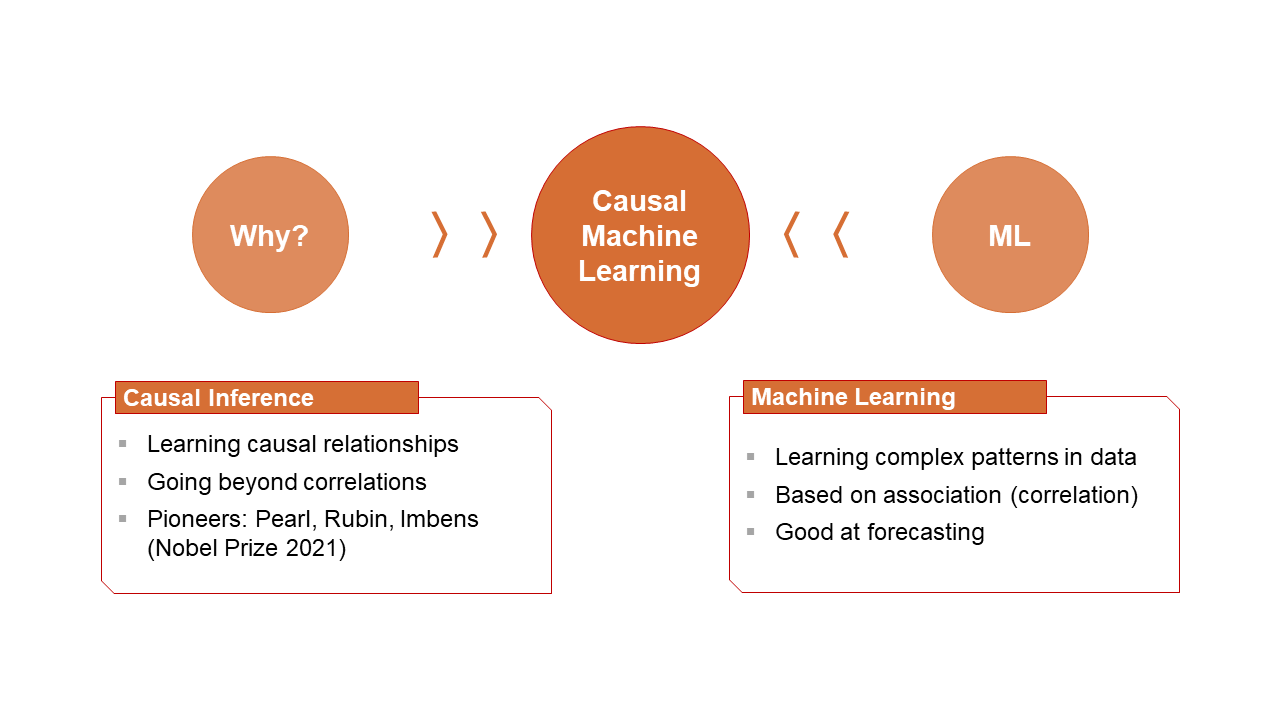 Why?
Causal
Machine
Learning
ML
Causal Inference
Learning causal relationships
Going beyond correlations
Pioneers: Pearl, Rubin, Imbens
(Nobel Prize 2021)
Machine Learning
Learning complex patterns in data
Based on association (correlation)
Good at forecasting